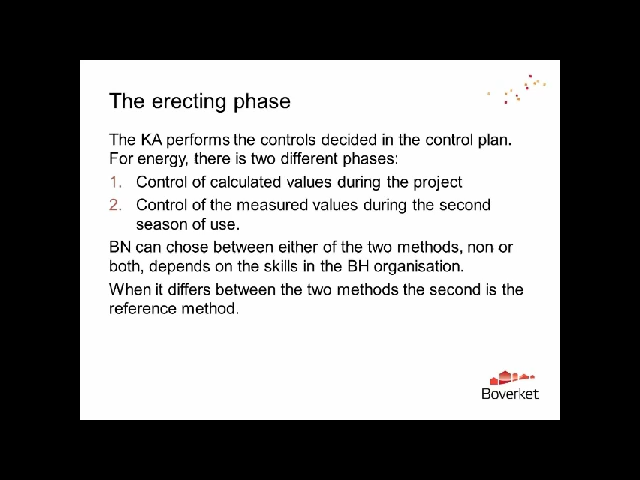 The erecting phase
The KA performs the controls decided in the control plan.
For energy, there is two different phases:
1. Control of calculated values during the project
2. Control of the measured values during the second
season of use.
BN can chose between either of the two methods, non or
both, depends on the skills in the BH organisation.
When it differs between the two methods the second is the
reference method.
Boverket